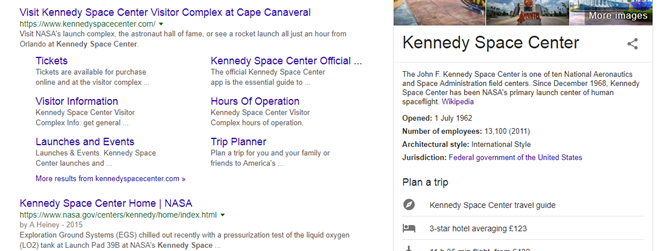 Visit Kennedy Space Center Visitor Complex at Cape Canaveral
https://www.kennedyspacecenter.com/
Visit NASA's launch complex, the astronaut hall of fame, or see a rocket launch all just an hour from
Orlando at Kennedy Space Center.
Tickets
Tickets are available for purchase
online and at the visitor complex ...
Kennedy Space Center Official ...
The official Kennedy Space Center
app is the essential guide to ...
Visitor Information
Kennedy Space Center Visitor
Complex Info: get general ...
Hours Of Operation
Kennedy Space Center Visitor
Complex hours of operation.
Launches and Events
Launches & Events. Kennedy Space
Center launches and ...
Trip Planner
Plan a trip for you and your family or
friends to America's ...
More results from kennedyspacecenter.com »
Kennedy Space Center Home | NASA
https://www.nasa.gov/centers/kennedy/home/index.html
by A Heiney - 2015
Exploration Ground Systems (EGS) chilled out recently with a pressurization test of the liquid oxygen
(LO2) tank at Launch Pad 39B at NASA's Kennedy Space ...
More images
Kennedy Space Center
The John F. Kennedy Space Center is one of ten National Aeronautics
and Space Administration field centers. Since December 1968, Kennedy
Space Center has been NASA's primary launch center of human
spaceflight. Wikipedia
Opened: 1 July 1962
Number of employees: 13,100 (2011)
Architectural style: International Style
Jurisdiction: Federal government of the United States
Plan a trip
Kennedy Space Center travel guide
3-star hotel averaging £123